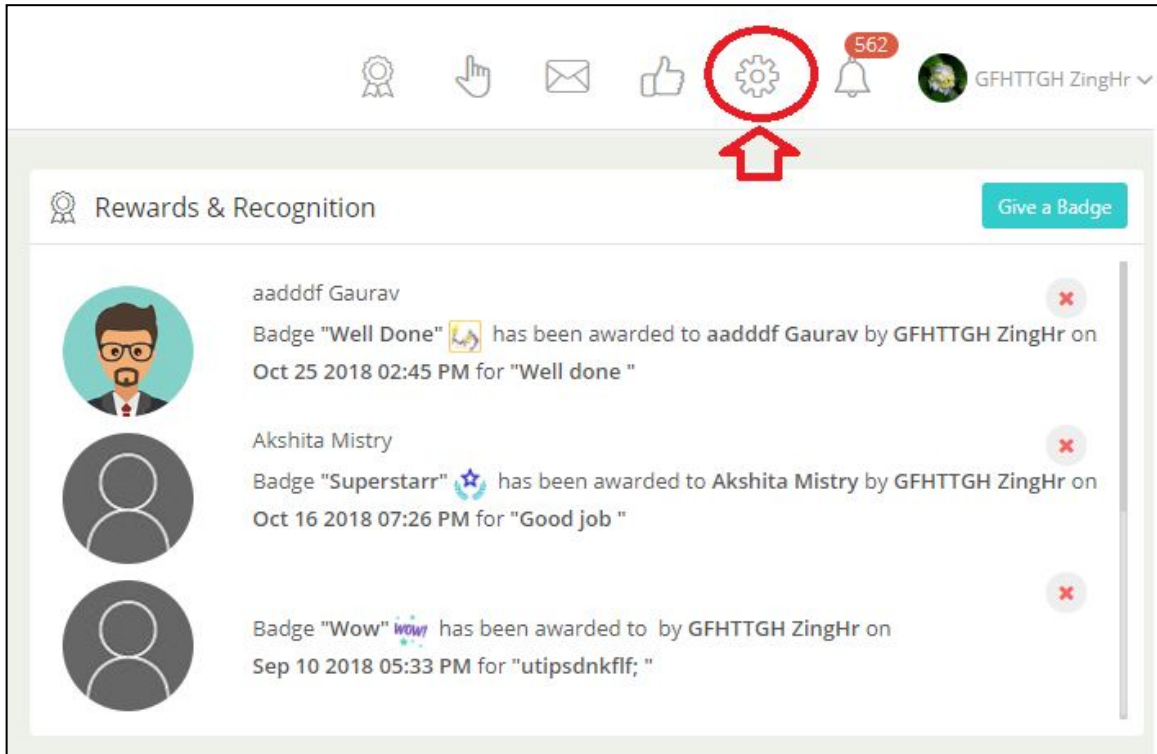 562
GFHTTGH ZingHr
Rewards & Recognition
Give a Badge
aadddf Gaurav
Badge "Well Done" has been awarded to aadddf Gaurav by GFHTTGH ZingHr on
Oct 25 2018 02:45 PM for "Well done "
Akshita Mistry
Badge "Superstarr" has been awarded to Akshita Mistry by GFHTTGH ZingHr on
Oct 16 2018 07:26 PM for "Good job "
Badge "Wow" wow! has been awarded to by GFHTTGH ZingHr on
Sep 10 2018 05:33 PM for "utipsdnkflf; "